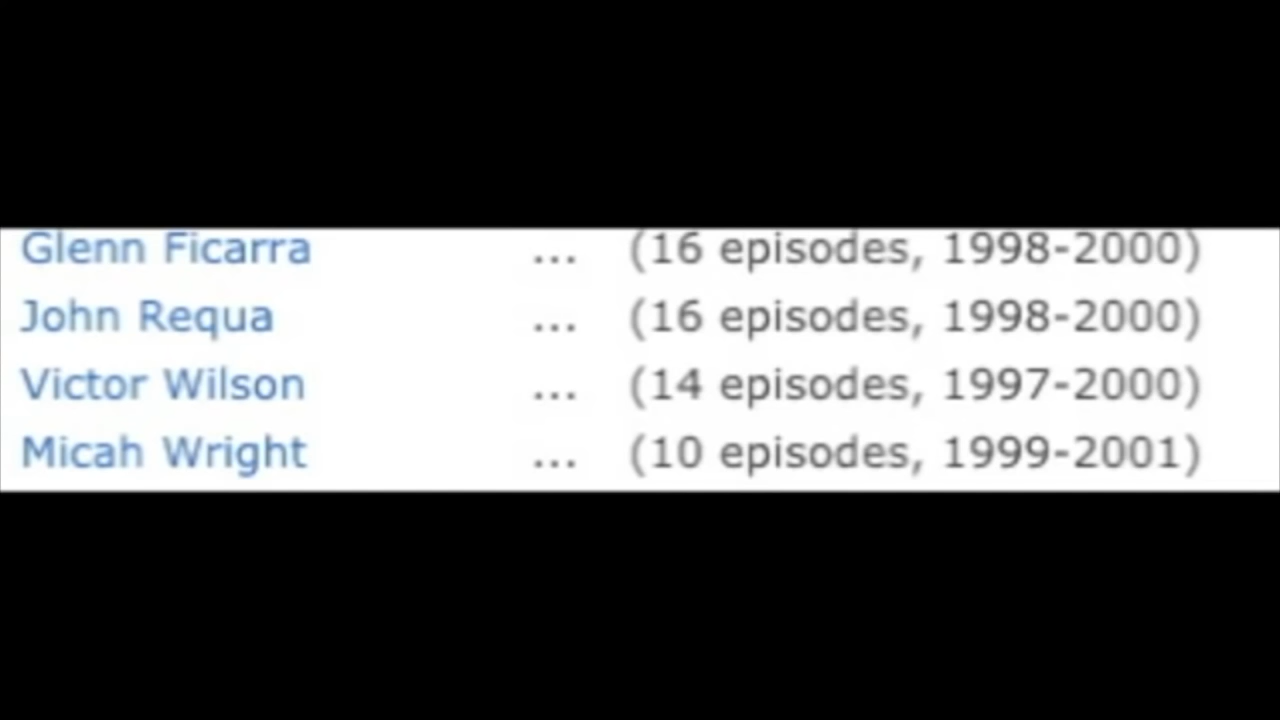 Glenn Ficarra ... (16 episodes, 1998-2000)
John Requa ... (16 episodes, 1998-2000)
Victor Wilson ... (14 episodes, 1997-2000)
Micah Wright ... (10 episodes, 1999-2001)